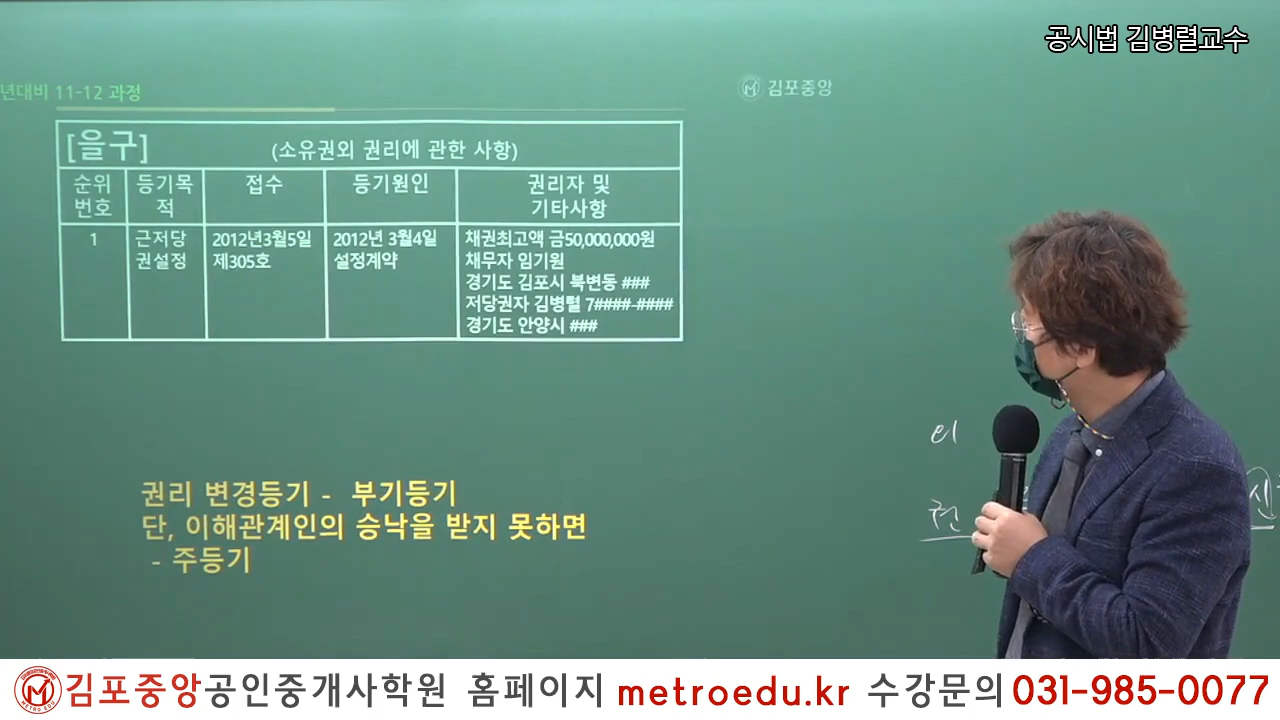 공시법 김병렬교수
년대비 11-12 과정
김포중앙
[을구] (소유권외 권리에 관한 사항)
순위 번호 등기목적 접수 등기원인 권리자 및 기타사항
1 근저당 2012년3월5일 2012년 3월4일 채권최고액 금50,000,000원
권설정 제305호 설정계약 채무자 임기원
경기도 김포시 북변동 ###
저당권자 김병렬 7####-####
경기도 안양시 ###
권리 변경등기 - 부기등기
단, 이해관계인의 승낙을 받지 못하면
- 주등기
이
권
신
김포중앙공인중개사학원 홈페이지 metroedu.kr 수강문의 031-985-0077